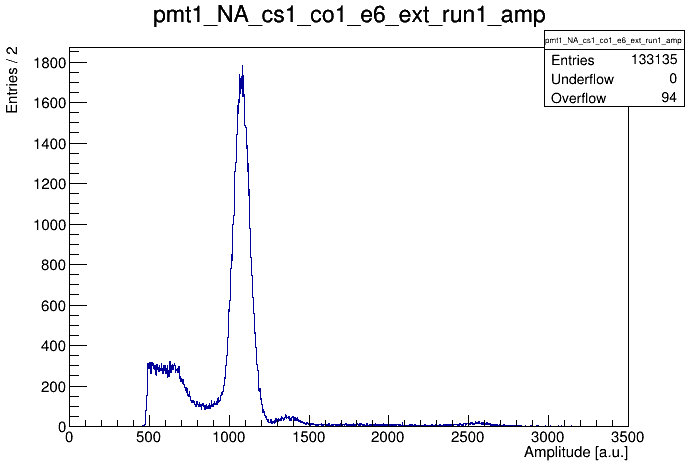 pmt1_NA_cs1_co1_e6_ext_run1_amp
pmt1_NA_cs1_co1_e6_ext_run1_amp
Entries 133135
Underflow 0
Overflow 94
Entries / 2
1800
1600
1400
1200
1000
800
600
400
200
0
0 500 1000 1500 2000 2500 3000 3500
Amplitude [a.u.]